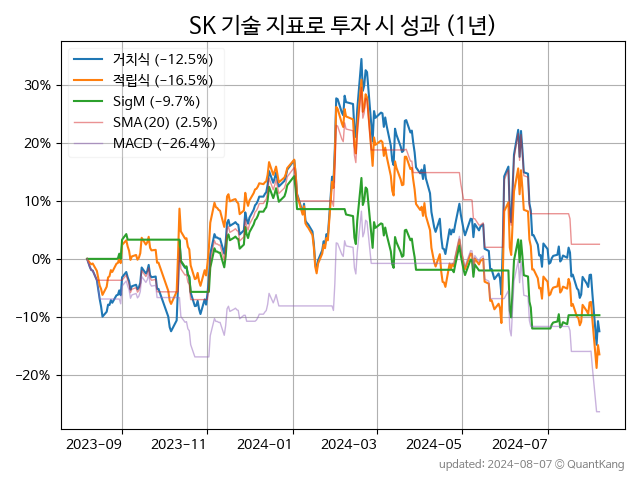 SK 기술 지표로 투자 시 성과 (1년)
거치식 (−12.5%)
적립식 (−16.5%)
SigM (−9.7%)
SMA(20) (2.5%)
MACD (−26.4%)
30%
20%
10%
0%
−10%
−20%
2023-09
2023-11
2024-01
2024-03
2024-05
2024-07
updated: 2024-08-07 © QuantKang